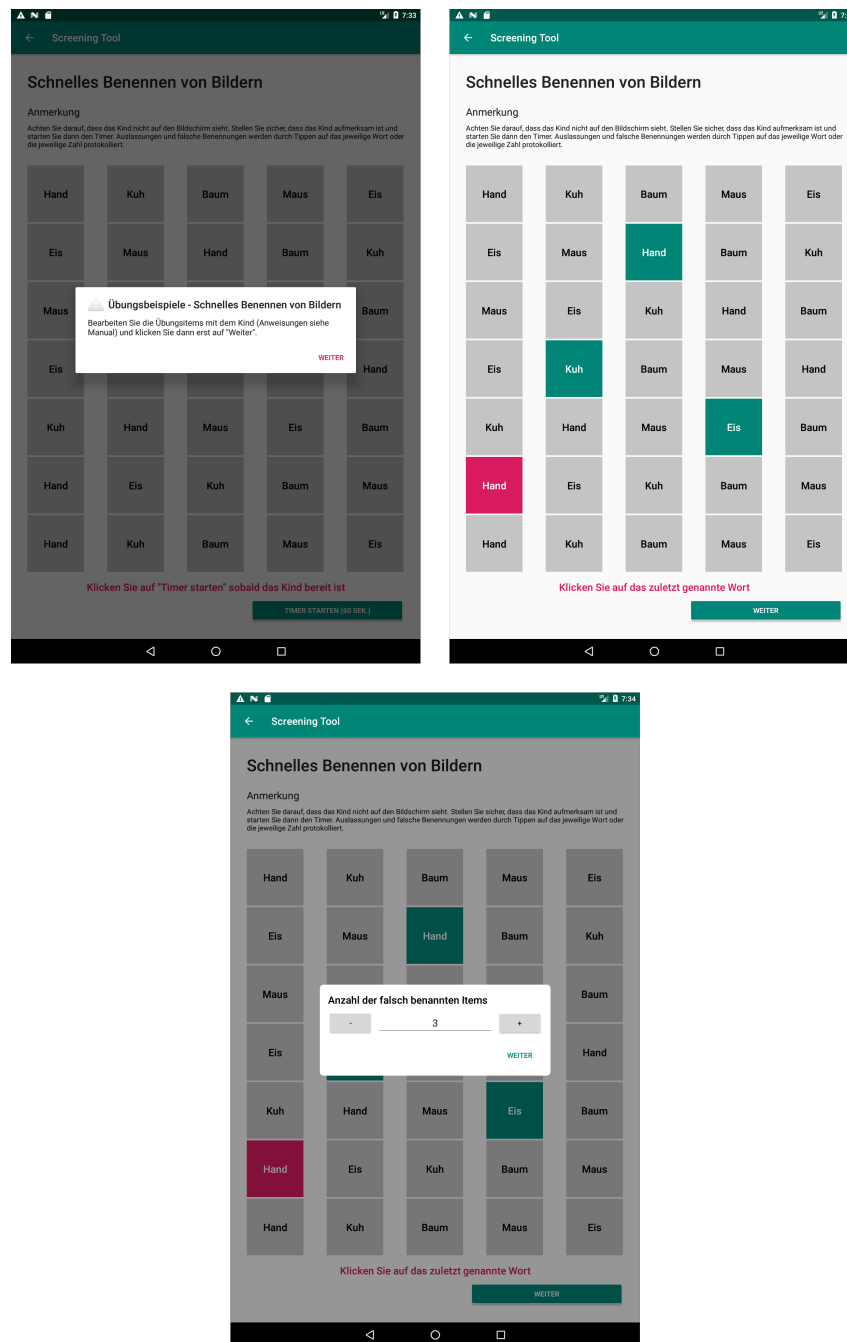 7:33
Screening Tool
Schnelles Benennen von Bildern
Anmerkung
Achten Sie darauf, dass das Kind nicht auf den Bildschirm sieht. Stellen Sie sicher, dass das Kind aufmerksam ist und
starten Sie dann den Timer. Auslassungen und falsche Benennungen werden durch Tippen auf das jeweilige Wort oder
die jeweilige Zahl protokolliert.
Hand Kuh Baum Maus Eis
Eis Maus Hand Baum Kuh
Maus Baum
Übungsbeispiele - Schnelles Benennen von Bildern
Bearbeiten Sie die Übungsitems mit dem Kind (Anweisungen siehe
Manual) und klicken Sie dann erst auf "Weiter".
WEITER
Eis Hand
Kuh Hand Maus Eis Baum
Hand Eis Kuh Baum Maus
Hand Kuh Baum Maus Eis
Klicken Sie auf "Timer starten" sobald das Kind bereit ist
TIMER STARTEN (60 SEK.)
Screening Tool
Schnelles Benennen von Bildern
Anmerkung
Achten Sie darauf, dass das Kind nicht auf den Bildschirm sieht. Stellen Sie sicher, dass das Kind aufmerksam ist und
starten Sie dann den Timer. Auslassungen und falsche Benennungen werden durch Tippen auf das jeweilige Wort oder
die jeweilige Zahl protokolliert.
Hand Kuh Baum Maus Eis
Eis Maus Hand Baum Kuh
Maus Eis Kuh Hand Baum
Eis Kuh Baum Maus Hand
Kuh Hand Maus Eis Baum
Hand Eis Kuh Baum Maus
Hand Kuh Baum Maus Eis
Klicken Sie auf das zuletzt genannte Wort
WEITER
7:34
Screening Tool
Schnelles Benennen von Bildern
Anmerkung
Achten Sie darauf, dass das Kind nicht auf den Bildschirm sieht. Stellen Sie sicher, dass das Kind aufmerksam ist und
starten Sie dann den Timer. Auslassungen und falsche Benennungen werden durch Tippen auf das jeweilige Wort oder
die jeweilige Zahl protokolliert.
Hand Kuh Baum Maus Eis
Eis Maus Hand Baum Kuh
Maus Baum
Anzahl der falsch benannten Items
- 3 +
WEITER
Eis Hand
Kuh Hand Maus Eis Baum
Hand Eis Kuh Baum Maus
Hand Kuh Baum Maus Eis
Klicken Sie auf das zuletzt genannte Wort
WEITER